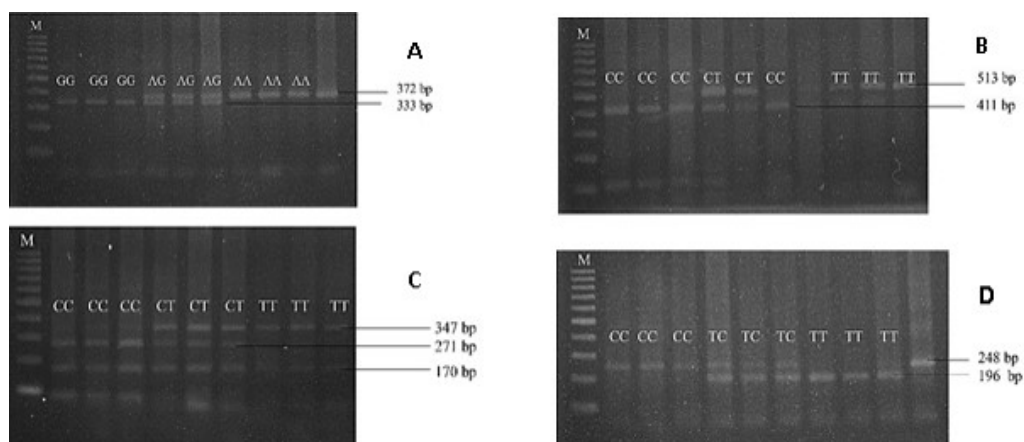 M
A
GG GG GG AG AG AG AA AA AA
372 bp
333 bp
M
B
CC CC CC CT CT CC TT TT TT
513 bp
411 bp
M
C
CC CC CC CT CT CT TT TT TT
347 bp
271 bp
170 bp
M
D
CC CC CC TC TC TC TT TT TT
248 bp
196 bp